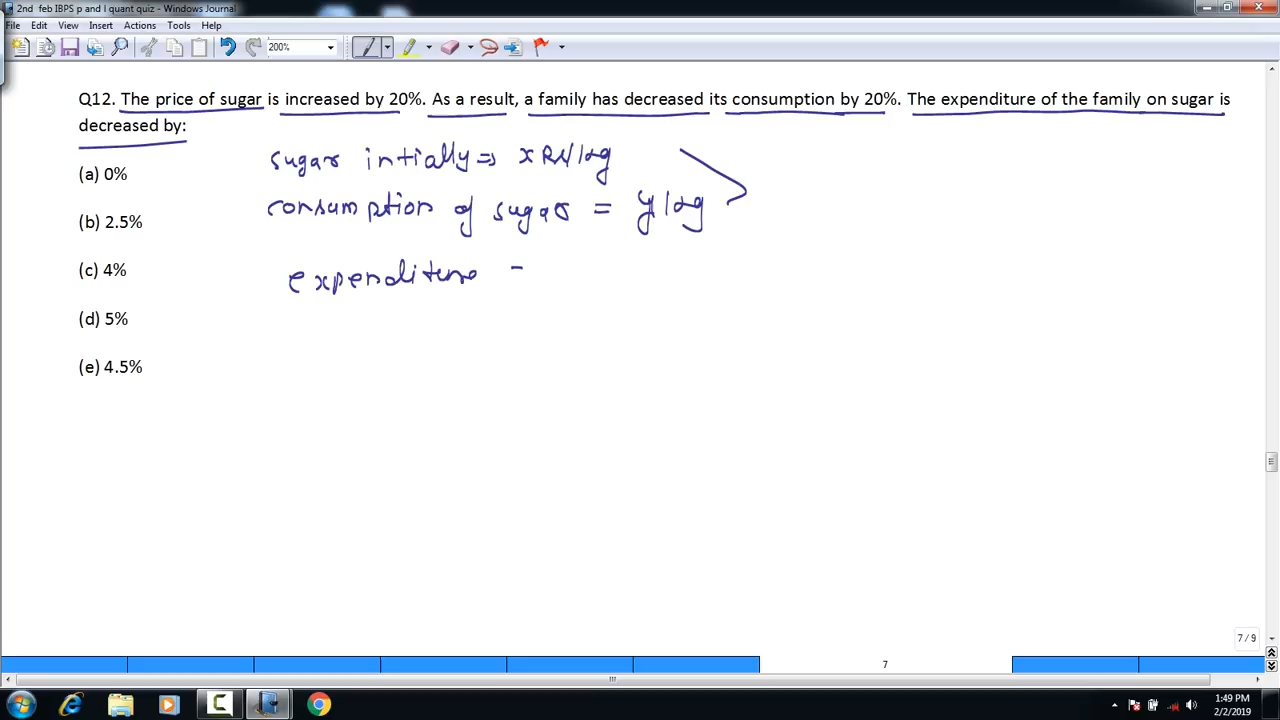 2nd feb IBPS p and I quant quiz - Windows Journal
File Edit View Insert Actions Tools Help
200%
Q12. The price of sugar is increased by 20%. As a result, a family has decreased its consumption by 20%. The expenditure of the family on sugar is
decreased by:
sugar intially ⇒ x RS/kg
(a) 0%
consumption of sugar = y kg
(b) 2.5%
(c) 4%
expenditure -
(d) 5%
(e) 4.5%
7 / 9
7
1:49 PM
2/2/2019